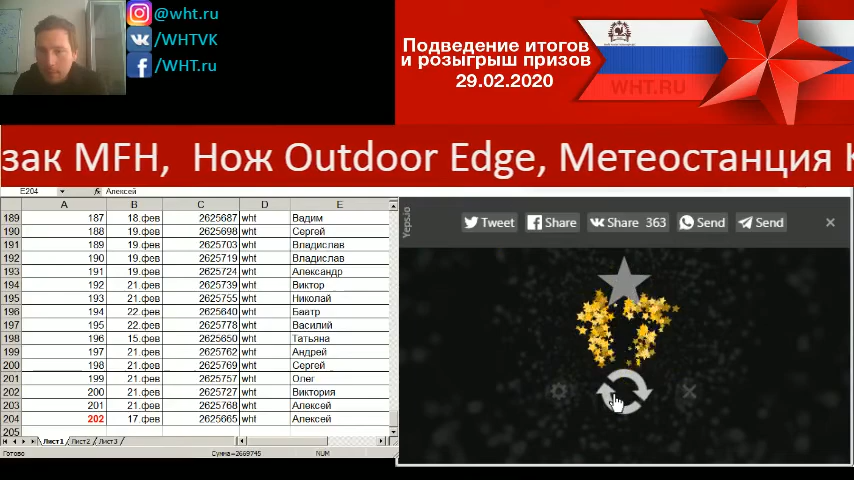 @wht.ru
/WHTVK
/WHT.ru
Подведение итогов
и розыгрыш призов
29.02.2020
WHT.RU
зак MFH, Нож Outdoor Edge, Метеостанция К
E204 Алексей
A B C D E
189 187 18.фев 2625687 wht Вадим
190 188 19.фев 2625698 wht Сергей
191 189 19.фев 2625703 wht Владислав
192 190 19.фев 2625719 wht Владислав
193 191 19.фев 2625724 wht Александр
194 192 21.фев 2625739 wht Виктор
195 193 21.фев 2625755 wht Николай
196 194 22.фев 2625640 wht Баатр
197 195 22.фев 2625778 wht Василий
198 196 15.фев 2625650 wht Татьяна
199 197 21.фев 2625762 wht Андрей
200 198 21.фев 2625769 wht Сергей
201 199 21.фев 2625757 wht Олег
202 200 21.фев 2625727 wht Виктория
203 201 21.фев 2625768 wht Алексей
204 202 17.фев 2625665 wht Алексей
205
Лист1 Лист2 Лист3
Готово Сумма=2669745 NUM
Yeps.io
Tweet Share Share 363 Send Send
17